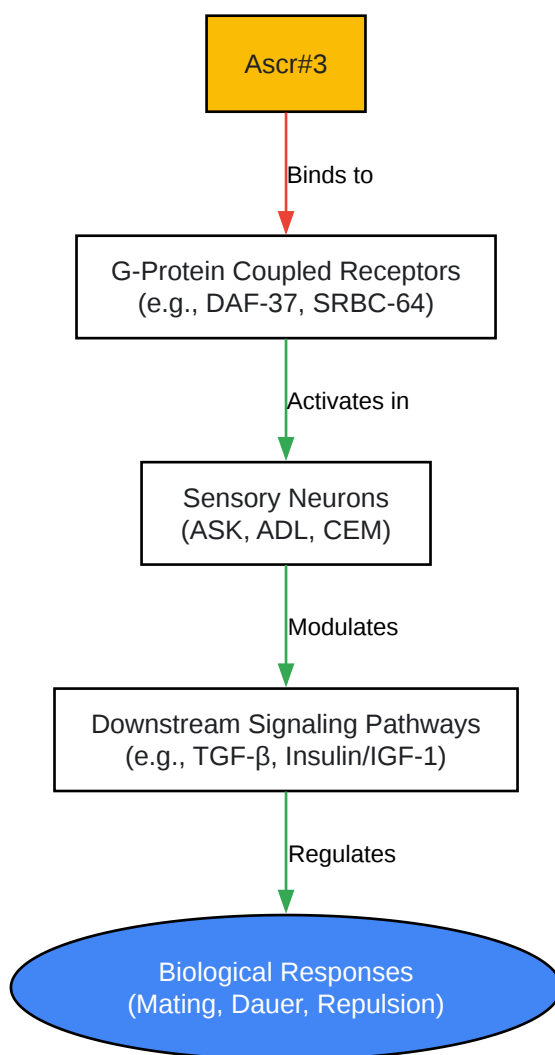 Ascr#3
Binds to
G-Protein Coupled Receptors
(e.g., DAF-37, SRBC-64)
Activates in
Sensory Neurons
(ASK, ADL, CEM)
Modulates
Downstream Signaling Pathways
(e.g., TGF-β, Insulin/IGF-1)
Regulates
Biological Responses
(Mating, Dauer, Repulsion)